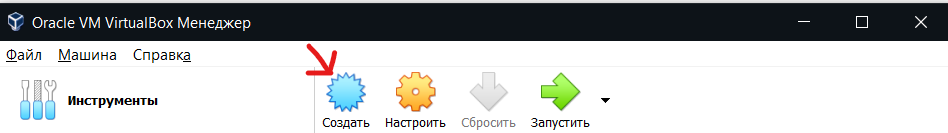 Oracle VM VirtualBox Менеджер
Файл Машина Справка
Инструменты
Создать Настроить Сбросить Запустить